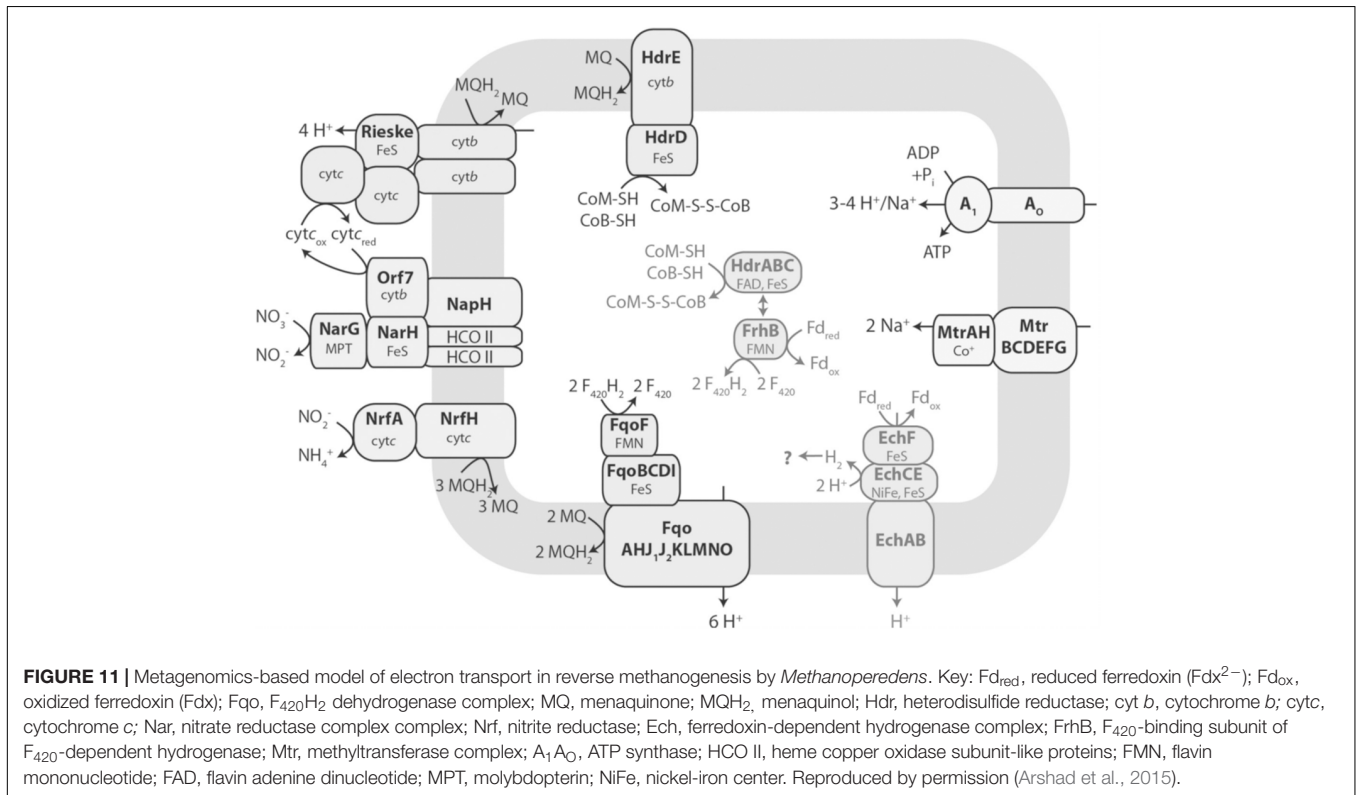 MQ
MQH₂
HdrE
cytb
HdrD
FeS
CoM-SH
CoB-SH
CoM-S-S-CoB
MQH₂
MQ
4 H⁺
Rieske
FeS
cytb
cytb
cytc
cytc
cytcₒₓ cytc_red
Orf7
cytb
NapH
NO₃⁻
NO₂⁻
NarG
MPT
NarH
FeS
HCO II
HCO II
NO₂⁻
NH₄⁺
NrfA
cytc
NrfH
cytc
3 MQH₂
3 MQ
ADP
+Pᵢ
3-4 H⁺/Na⁺
A₁
Aₒ
ATP
CoM-SH
CoB-SH
CoM-S-S-CoB
HdrABC
FAD, FeS
FrhB
FMN
Fd_red
Fd_ox
2 F₄₂₀H₂ 2 F₄₂₀
2 Na⁺
MtrAH
Co⁺
Mtr
BCDEFG
2 F₄₂₀H₂ 2 F₄₂₀
FqoF
FMN
FqoBCDI
FeS
2 MQ
2 MQH₂
Fqo
AHJ₁J₂KLMNO
6 H⁺
Fd_red
Fd_ox
EchF
FeS
? H₂
2 H⁺
EchCE
NiFe, FeS
EchAB
H⁺
FIGURE 11 | Metagenomics-based model of electron transport in reverse methanogenesis by Methanoperedens. Key: Fd_red, reduced ferredoxin (Fdx²⁻); Fd_ox,
oxidized ferredoxin (Fdx); Fqo, F₄₂₀H₂ dehydrogenase complex; MQ, menaquinone; MQH₂, menaquinol; Hdr, heterodisulfide reductase; cyt b, cytochrome b; cytc,
cytochrome c; Nar, nitrate reductase complex complex; Nrf, nitrite reductase; Ech, ferredoxin-dependent hydrogenase complex; FrhB, F₄₂₀-binding subunit of
F₄₂₀-dependent hydrogenase; Mtr, methyltransferase complex; A₁Aₒ, ATP synthase; HCO II, heme copper oxidase subunit-like proteins; FMN, flavin
mononucleotide; FAD, flavin adenine dinucleotide; MPT, molybdopterin; NiFe, nickel-iron center. Reproduced by permission (Arshad et al., 2015).